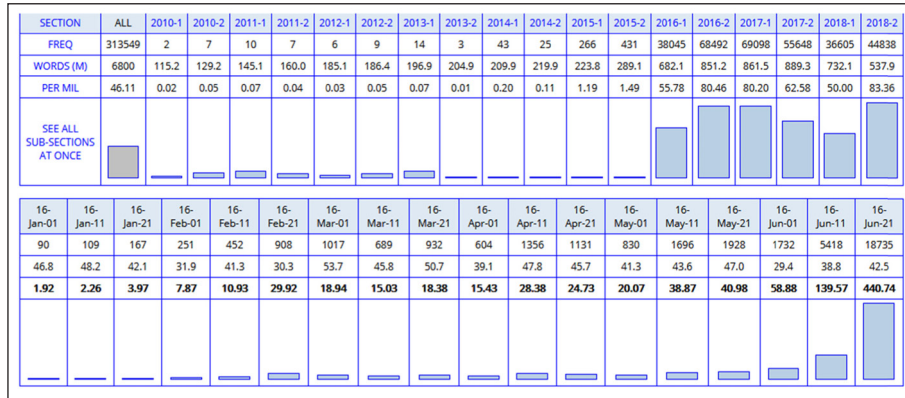 SECTION ALL 2010-1 2010-2 2011-1 2011-2 2012-1 2012-2 2013-1 2013-2 2014-1 2014-2 2015-1 2015-2 2016-1 2016-2 2017-1 2017-2 2018-1 2018-2
FREQ 313549 2 7 10 7 6 9 14 3 43 25 266 431 38045 68492 69098 55648 36605 44838
WORDS (M) 6800 115.2 129.2 145.1 160.0 185.1 186.4 196.9 204.9 209.9 219.9 223.8 289.1 682.1 851.2 861.5 889.3 732.1 537.9
PER MIL 46.11 0.02 0.05 0.07 0.04 0.03 0.05 0.07 0.01 0.20 0.11 1.19 1.49 55.78 80.46 80.20 62.58 50.00 83.36
SEE ALL
SUB-SECTIONS
AT ONCE
16- 16- 16- 16- 16- 16- 16- 16- 16- 16- 16- 16- 16- 16- 16- 16- 16- 16-
Jan-01 Jan-11 Jan-21 Feb-01 Feb-11 Feb-21 Mar-01 Mar-11 Mar-21 Apr-01 Apr-11 Apr-21 May-01 May-11 May-21 Jun-01 Jun-11 Jun-21
90 109 167 251 452 908 1017 689 932 604 1356 1131 830 1696 1928 1732 5418 18735
46.8 48.2 42.1 31.9 41.3 30.3 53.7 45.8 50.7 39.1 47.8 45.7 41.3 43.6 47.0 29.4 38.8 42.5
1.92 2.26 3.97 7.87 10.93 29.92 18.94 15.03 18.38 15.43 28.38 24.73 20.07 38.87 40.98 58.88 139.57 440.74